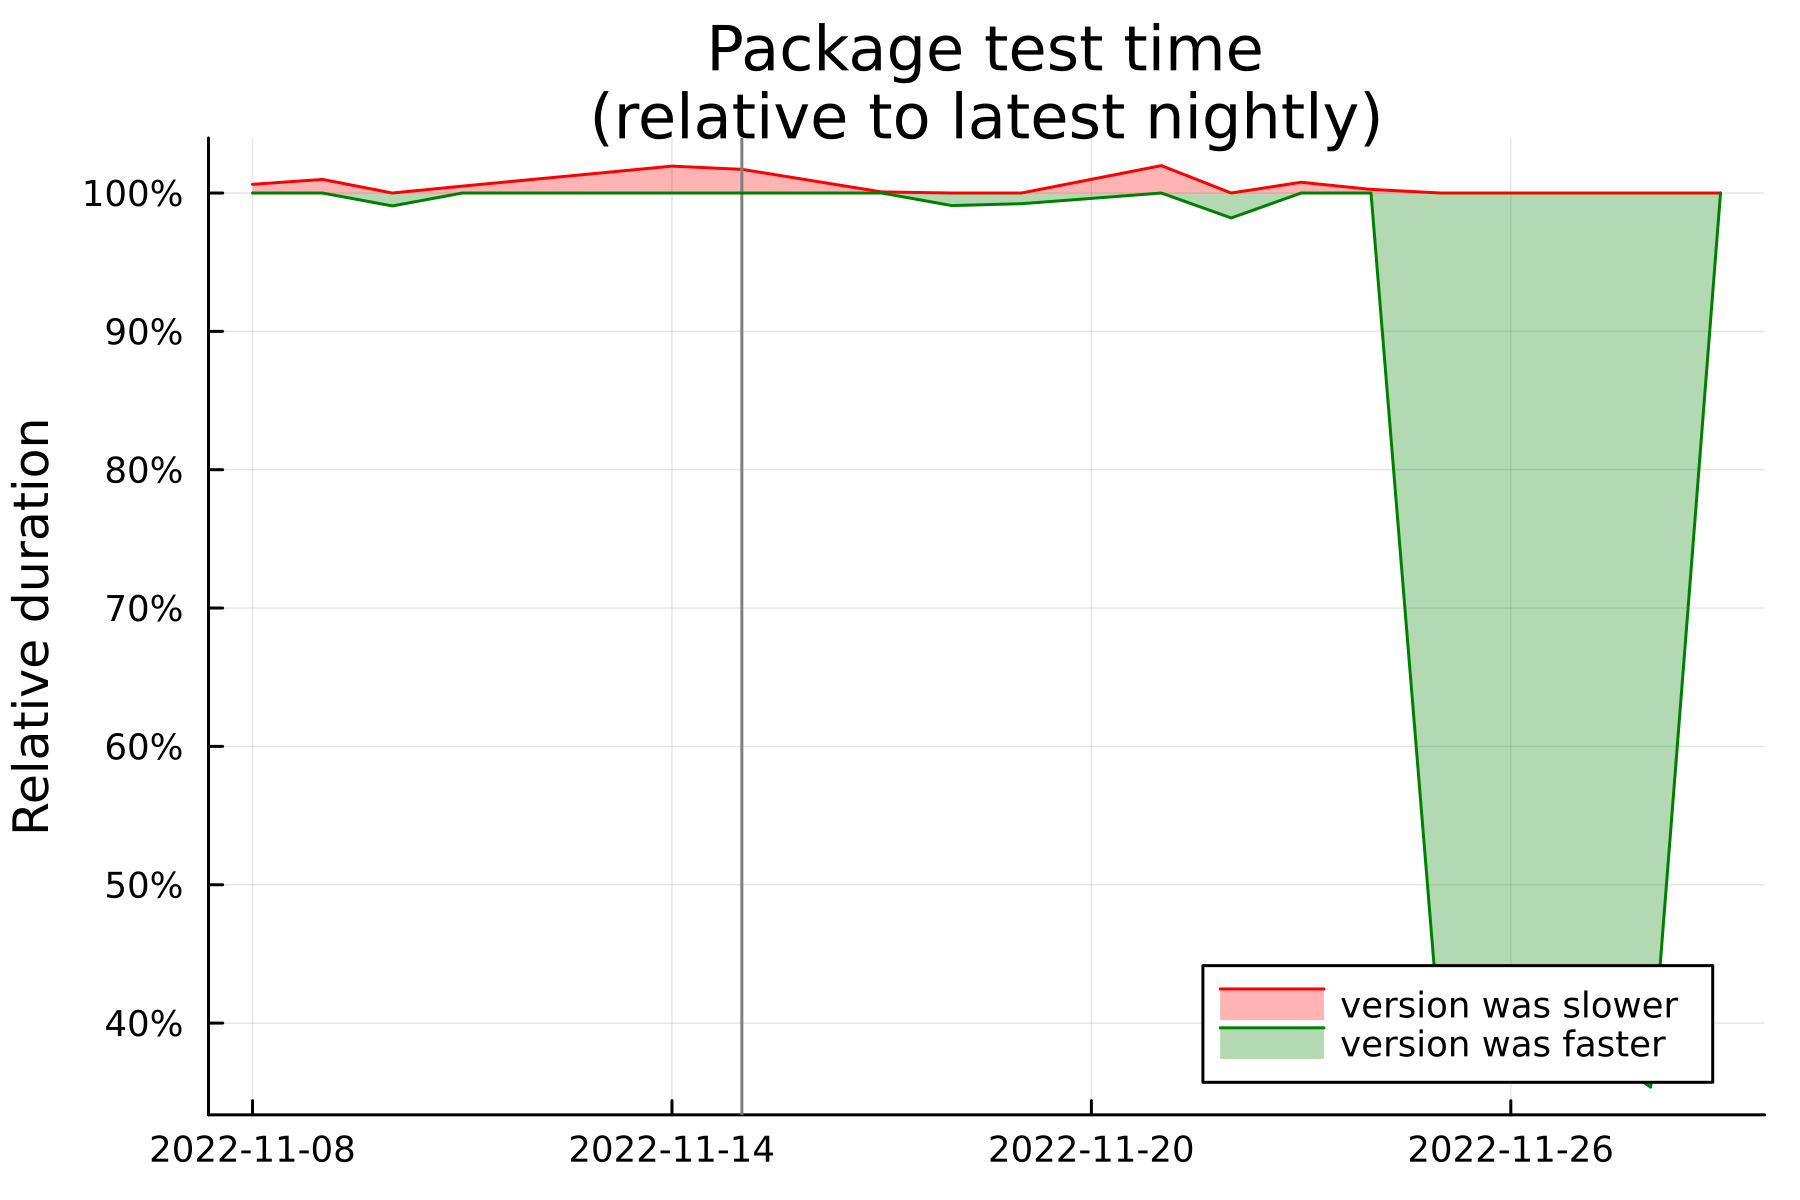 Package test time
(relative to latest nightly)
Relative duration
100%
90%
80%
70%
60%
50%
40%
version was slower
version was faster
2022-11-08
2022-11-14
2022-11-20
2022-11-26